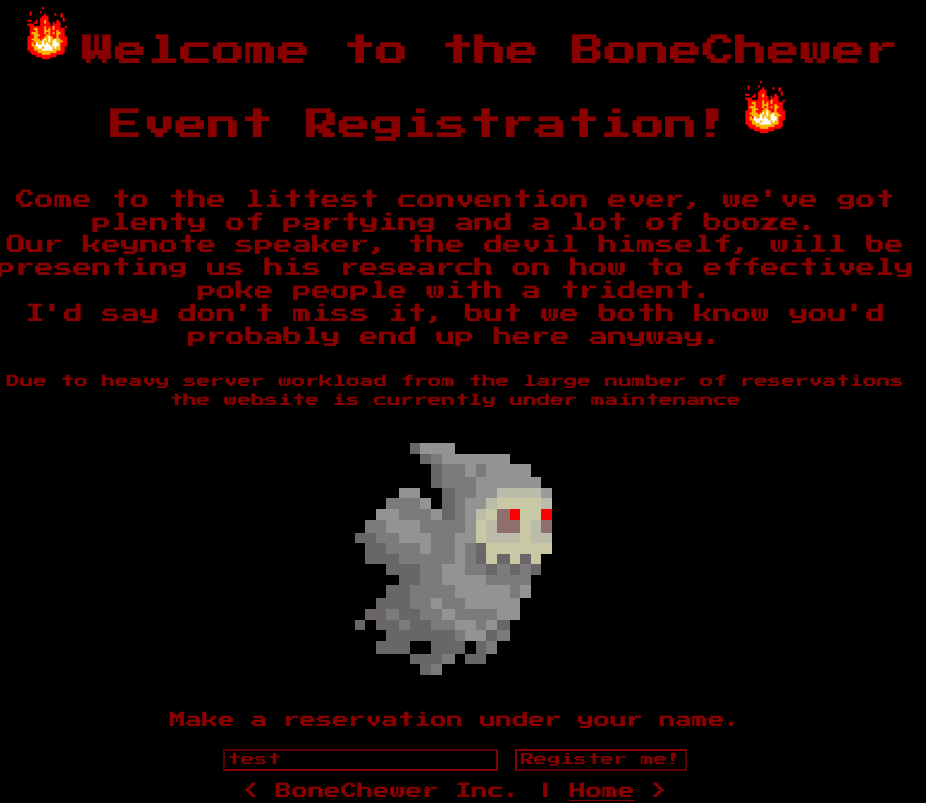 Welcome to the BoneChewer
Event Registration!
Come to the littest convention ever, we've got
plenty of partying and a lot of booze.
Our keynote speaker, the devil himself, will be
presenting us his research on how to effectively
poke people with a trident.
I'd say don't miss it, but we both know you'd
probably end up here anyway.
Due to heavy server workload from the large number of reservations
the website is currently under maintenance
Make a reservation under your name.
test Register me!
< BoneChewer Inc. | Home >